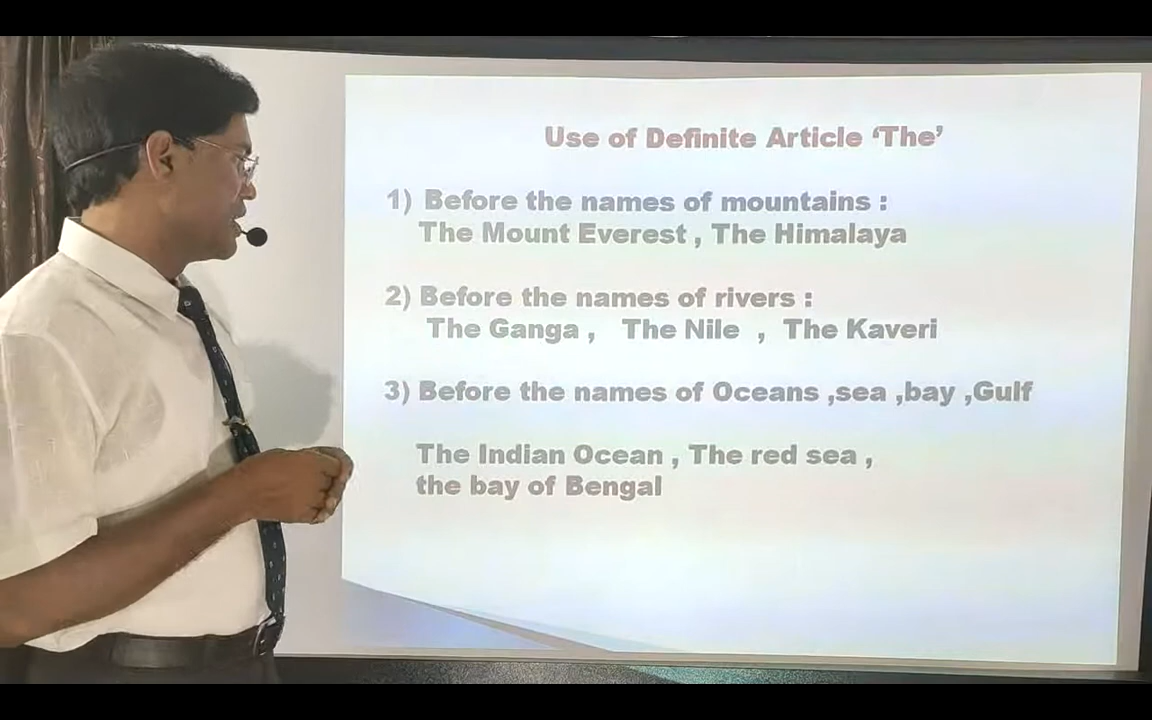 Use of Definite Article ‘The’
1) Before the names of mountains :
The Mount Everest , The Himalaya
2) Before the names of rivers :
The Ganga , The Nile , The Kaveri
3) Before the names of Oceans ,sea ,bay ,Gulf
The Indian Ocean , The red sea ,
the bay of Bengal